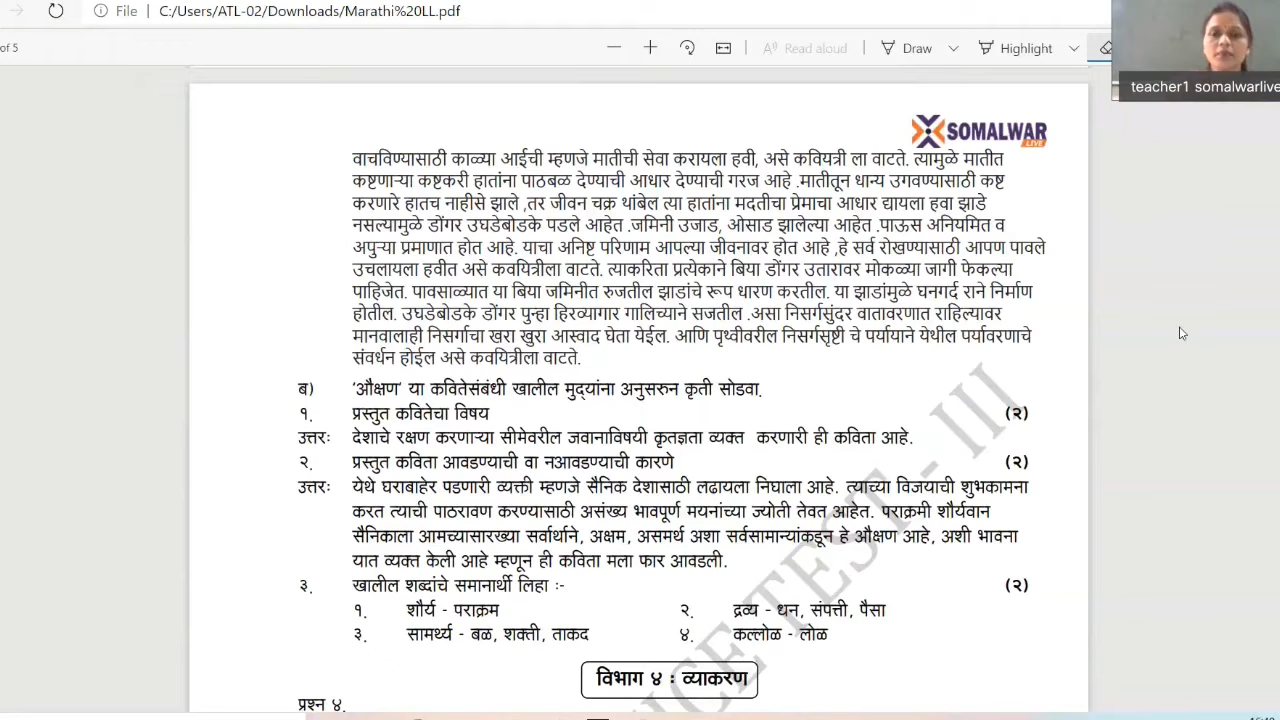 File C:/Users/ATL-02/Downloads/Marathi%20LL.pdf
of 5 Read aloud Draw Highlight
teacher1 somalwarlive
SOMALWAR
LIVE
वाचविण्यासाठी काळ्या आईची म्हणजे मातीची सेवा करायला हवी, असे कवियत्री ला वाटते. त्यामुळे मातीत
कष्टणाऱ्या कष्टकरी हातांना पाठबळ देण्याची आधार देण्याची गरज आहे .मातीतून धान्य उगवण्यासाठी कष्ट
करणारे हातच नाहीसे झाले ,तर जीवन चक्र थांबेल त्या हातांना मदतीचा प्रेमाचा आधार द्यायला हवा झाडे
नसल्यामुळे डोंगर उघडेबोडके पडले आहेत .जमिनी उजाड, ओसाड झालेल्या आहेत .पाऊस अनियमित व
अपुऱ्या प्रमाणात होत आहे. याचा अनिष्ट परिणाम आपल्या जीवनावर होत आहे ,हे सर्व रोखण्यासाठी आपण पावले
उचलायला हवीत असे कवयित्रीला वाटते. त्याकरिता प्रत्येकाने बिया डोंगर उतारावर मोकळ्या जागी फेकल्या
पाहिजेत. पावसाळ्यात या बिया जमिनीत रुजतील झाडांचे रूप धारण करतील. या झाडांमुळे घनगर्द राने निर्माण
होतील. उघडेबोडके डोंगर पुन्हा हिरव्यागार गालिच्याने सजतील .असा निसर्गसुंदर वातावरणात राहिल्यावर
मानवालाही निसर्गाचा खरा खुरा आस्वाद घेता येईल. आणि पृथ्वीवरील निसर्गसृष्टी चे पर्यायाने येथील पर्यावरणाचे
संवर्धन होईल असे कवयित्रीला वाटते.
ब) 'औक्षण' या कवितेसंबंधी खालील मुद्यांना अनुसरुन कृती सोडवा.
१. प्रस्तुत कवितेचा विषय (२)
उत्तरः देशाचे रक्षण करणाऱ्या सीमेवरील जवानाविषयी कृतज्ञता व्यक्त करणारी ही कविता आहे.
२. प्रस्तुत कविता आवडण्याची वा नआवडण्याची कारणे (२)
उत्तरः येथे घराबाहेर पडणारी व्यक्ती म्हणजे सैनिक देशासाठी लढायला निघाला आहे. त्याच्या विजयाची शुभकामना
करत त्याची पाठरावण करण्यासाठी असंख्य भावपूर्ण मयनांच्या ज्योती तेवत आहेत. पराक्रमी शौर्यवान
सैनिकाला आमच्यासारख्या सर्वार्थाने, अक्षम, असमर्थ अशा सर्वसामान्यांकडून हे औक्षण आहे, अशी भावना
यात व्यक्त केली आहे म्हणून ही कविता मला फार आवडली.
३. खालील शब्दांचे समानार्थी लिहा :- (२)
१. शौर्य - पराक्रम २. द्रव्य - धन, संपत्ती, पैसा
३. सामर्थ्य - बळ, शक्ती, ताकद ४. कल्लोळ - लोळ
विभाग ४ : व्याकरण
प्रश्न ४.